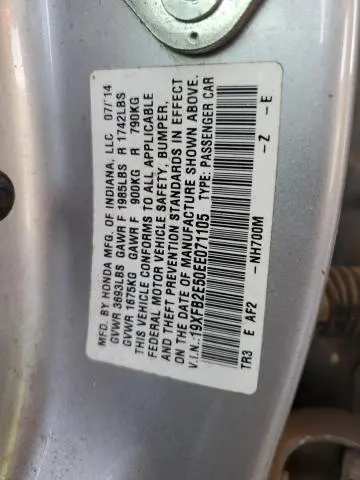 MFD. BY HONDA MFG. OF INDIANA, LLC 07/'14
GVWR 3693LBS GAWR F 1985LBS R 1742LBS
GVWR 1675KG GAWR F 900KG R 790KG
THIS VEHICLE CONFORMS TO ALL APPLICABLE
FEDERAL MOTOR VEHICLE SAFETY, BUMPER,
AND THEFT PREVENTION STANDARDS IN EFFECT
ON THE DATE OF MANUFACTURE SHOWN ABOVE.
V.I.N.:19XFB2F50EE071105 TYPE: PASSENGER CAR
TR3 E AF2 -NH700M -Z -E